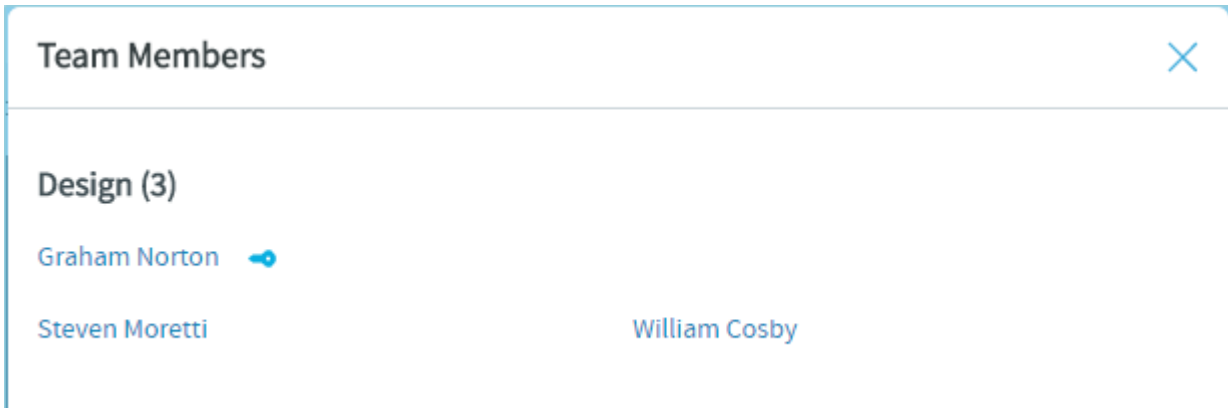 Team Members
Design (3)
Graham Norton
Steven Moretti William Cosby